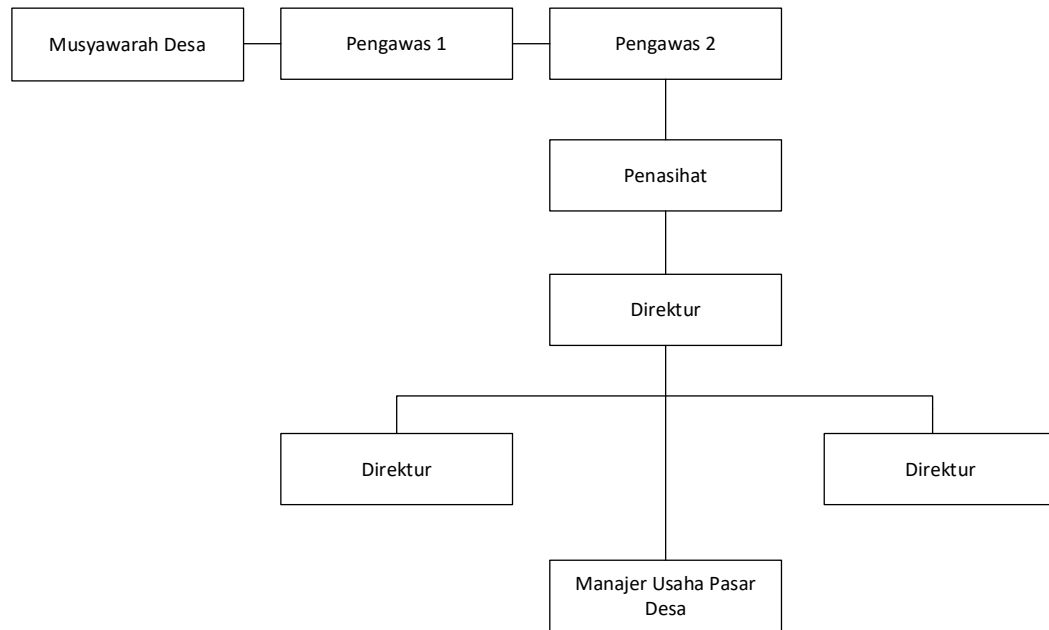 Musyawarah Desa
Pengawas 1
Pengawas 2
Penasihat
Direktur
Direktur
Direktur
Manajer Usaha Pasar
Desa